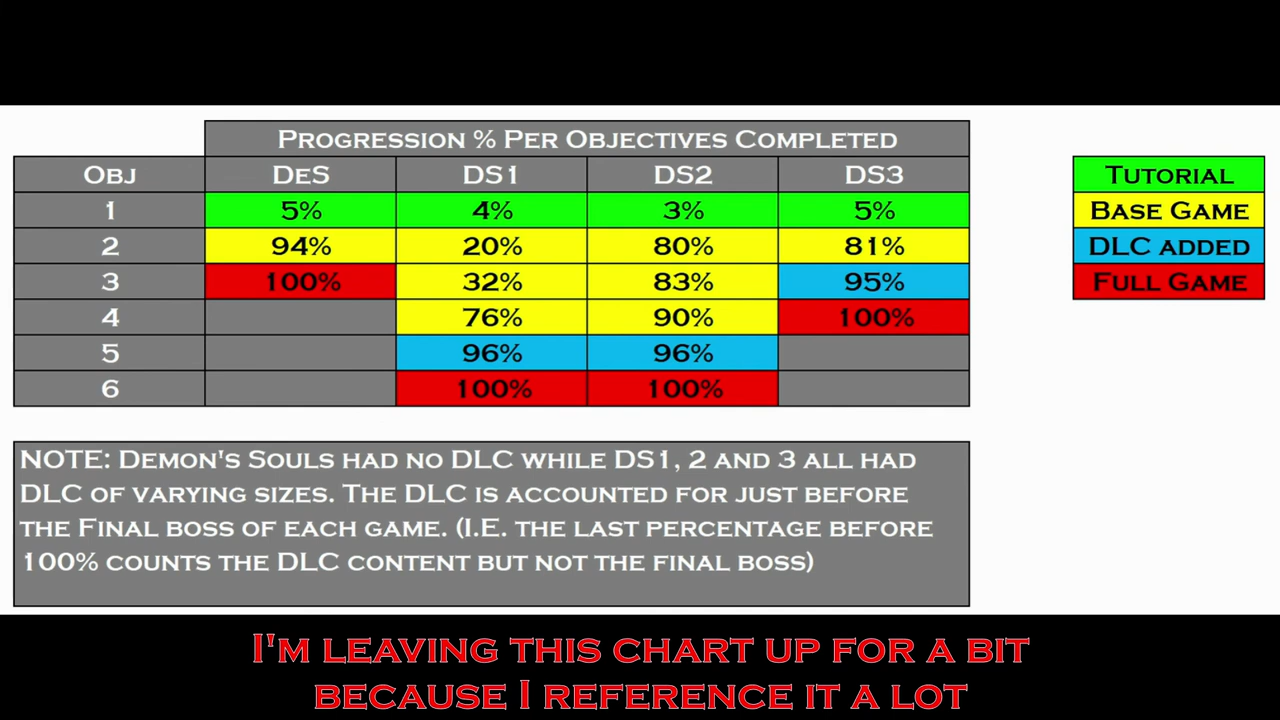 Progression % Per Objectives Completed
Obj DeS DS1 DS2 DS3
1 5% 4% 3% 5%
2 94% 20% 80% 81%
3 100% 32% 83% 95%
4 76% 90% 100%
5 96% 96%
6 100% 100%
Tutorial
Base Game
DLC added
Full Game
NOTE: Demon's Souls had no DLC while DS1, 2 and 3 all had
DLC of varying sizes. The DLC is accounted for just before
the Final boss of each game. (I.E. the last percentage before
100% counts the DLC content but not the final boss)
I'm leaving this chart up for a bit
because I reference it a lot